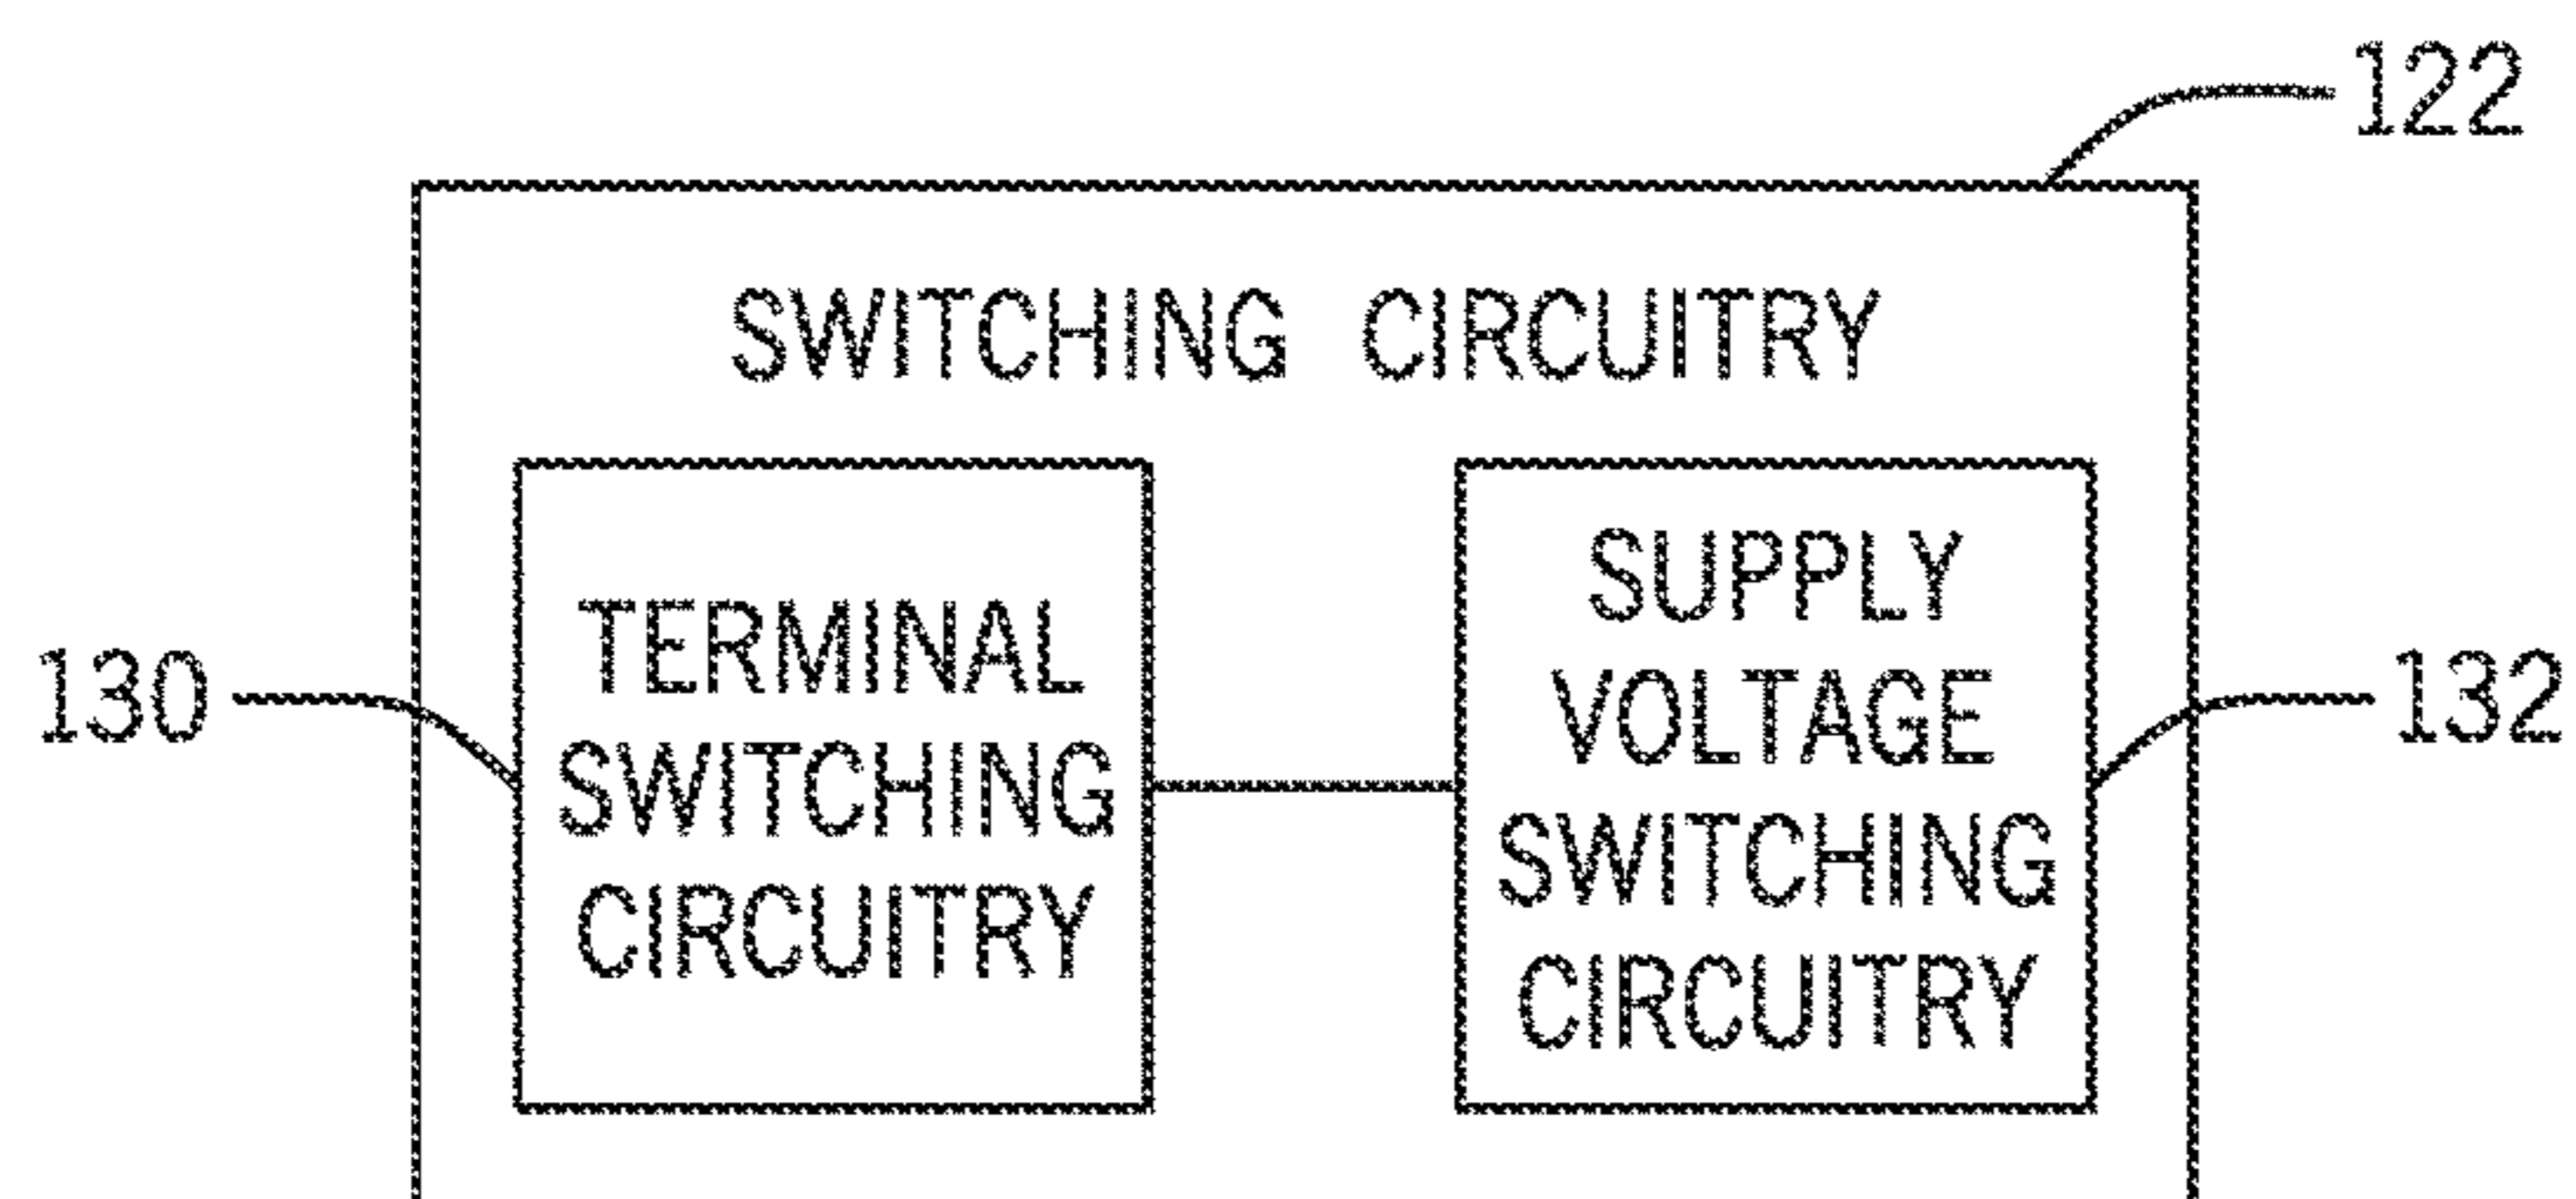 122
SWITCHING CIRCUITRY
TERMINAL
SWITCHING
CIRCUITRY
SUPPLY
VOLTAGE
SWITCHING
CIRCUITRY
130
132